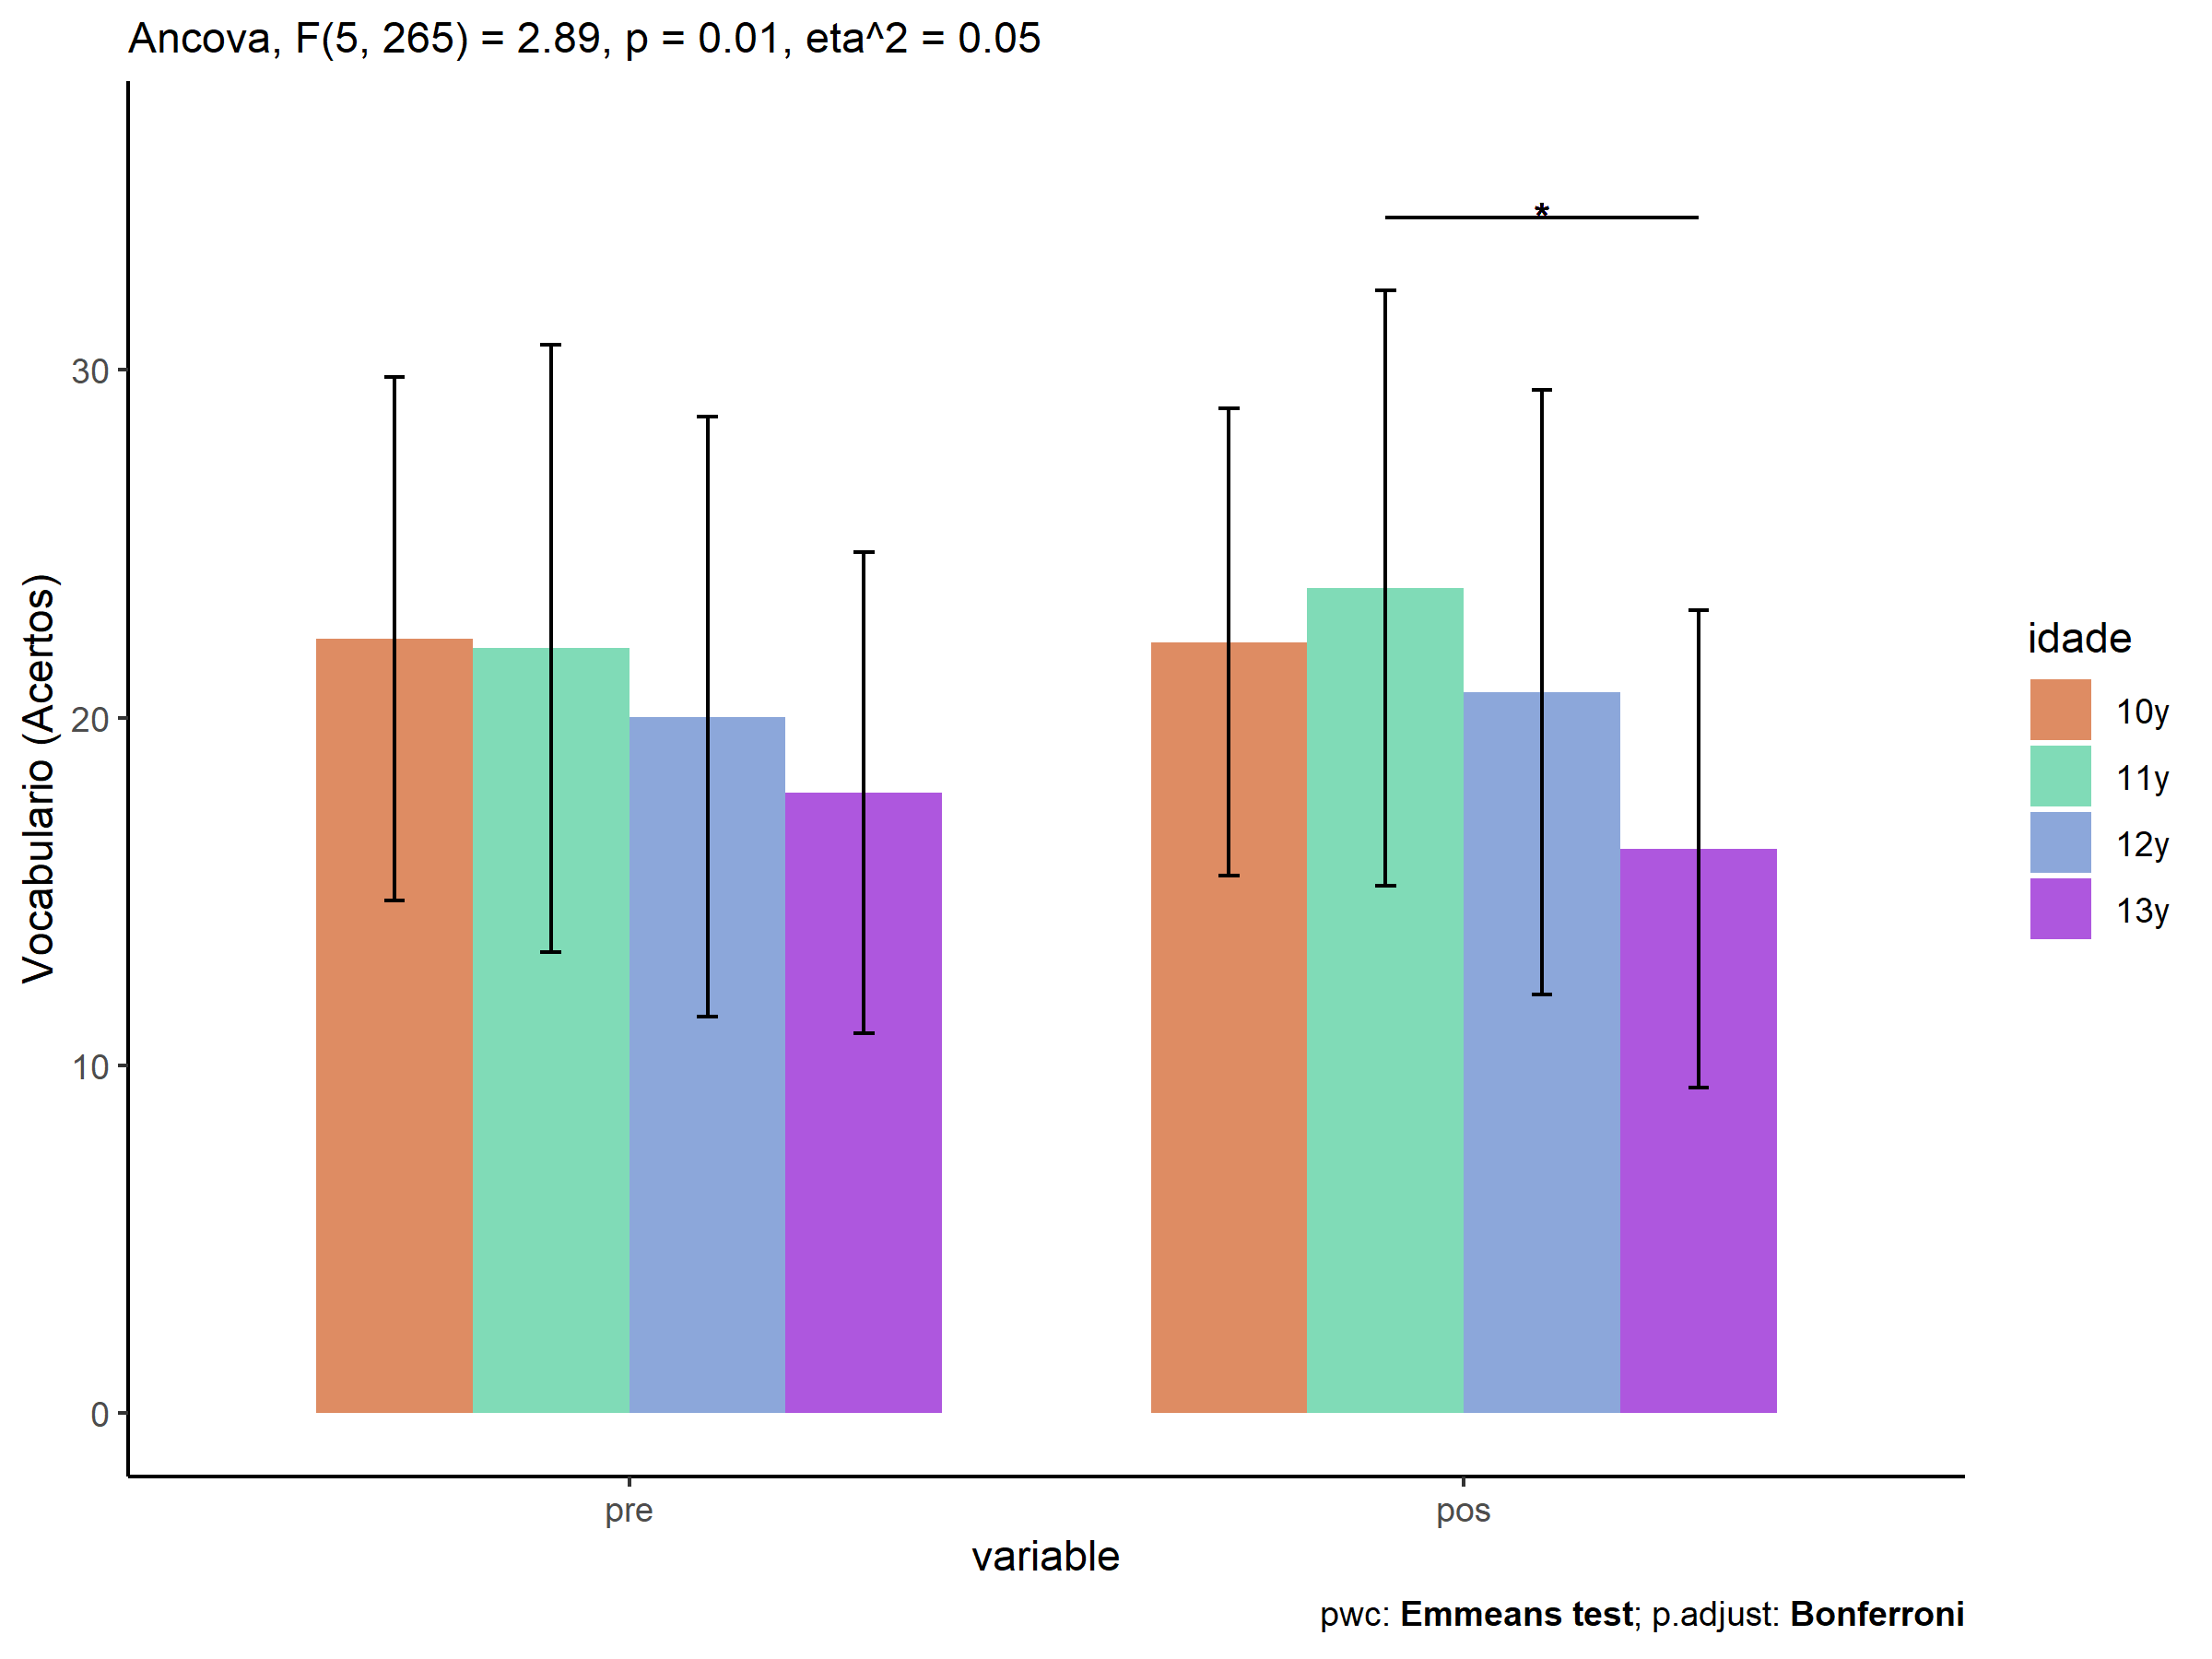 Ancova, F(5, 265) = 2.89, p = 0.01, eta^2 = 0.05
*
30
20
10
0
Vocabulario (Acertos)
pre
pos
variable
idade
10y
11y
12y
13y
pwc: Emmeans test; p.adjust: Bonferroni